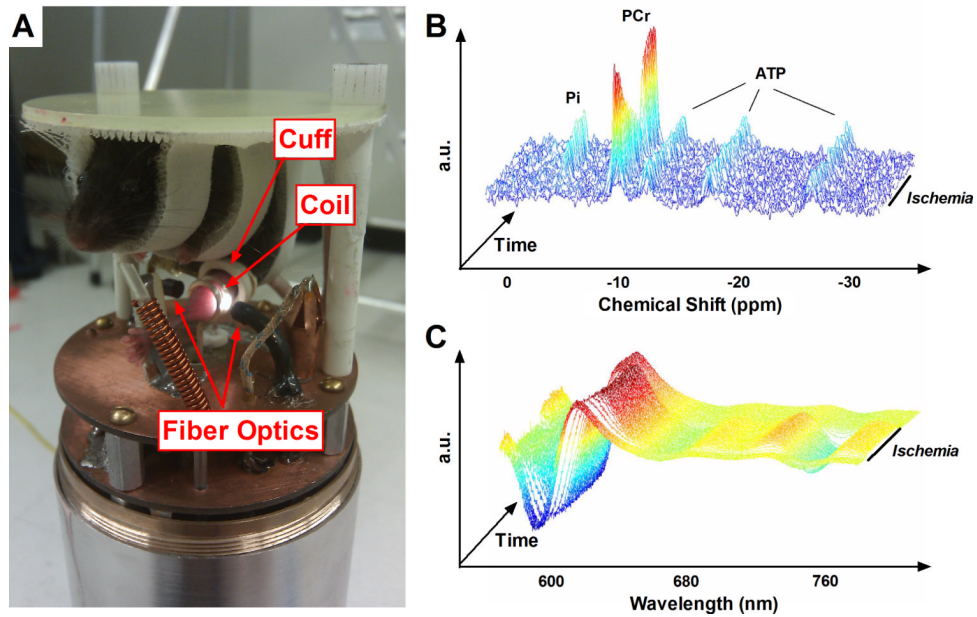 A
Cuff
Coil
Fiber Optics
B
PCr
ATP
Pi
a.u.
Ischemia
Time
0
-10
-20
-30
Chemical Shift (ppm)
C
a.u.
Ischemia
Time
600
680
760
Wavelength (nm)